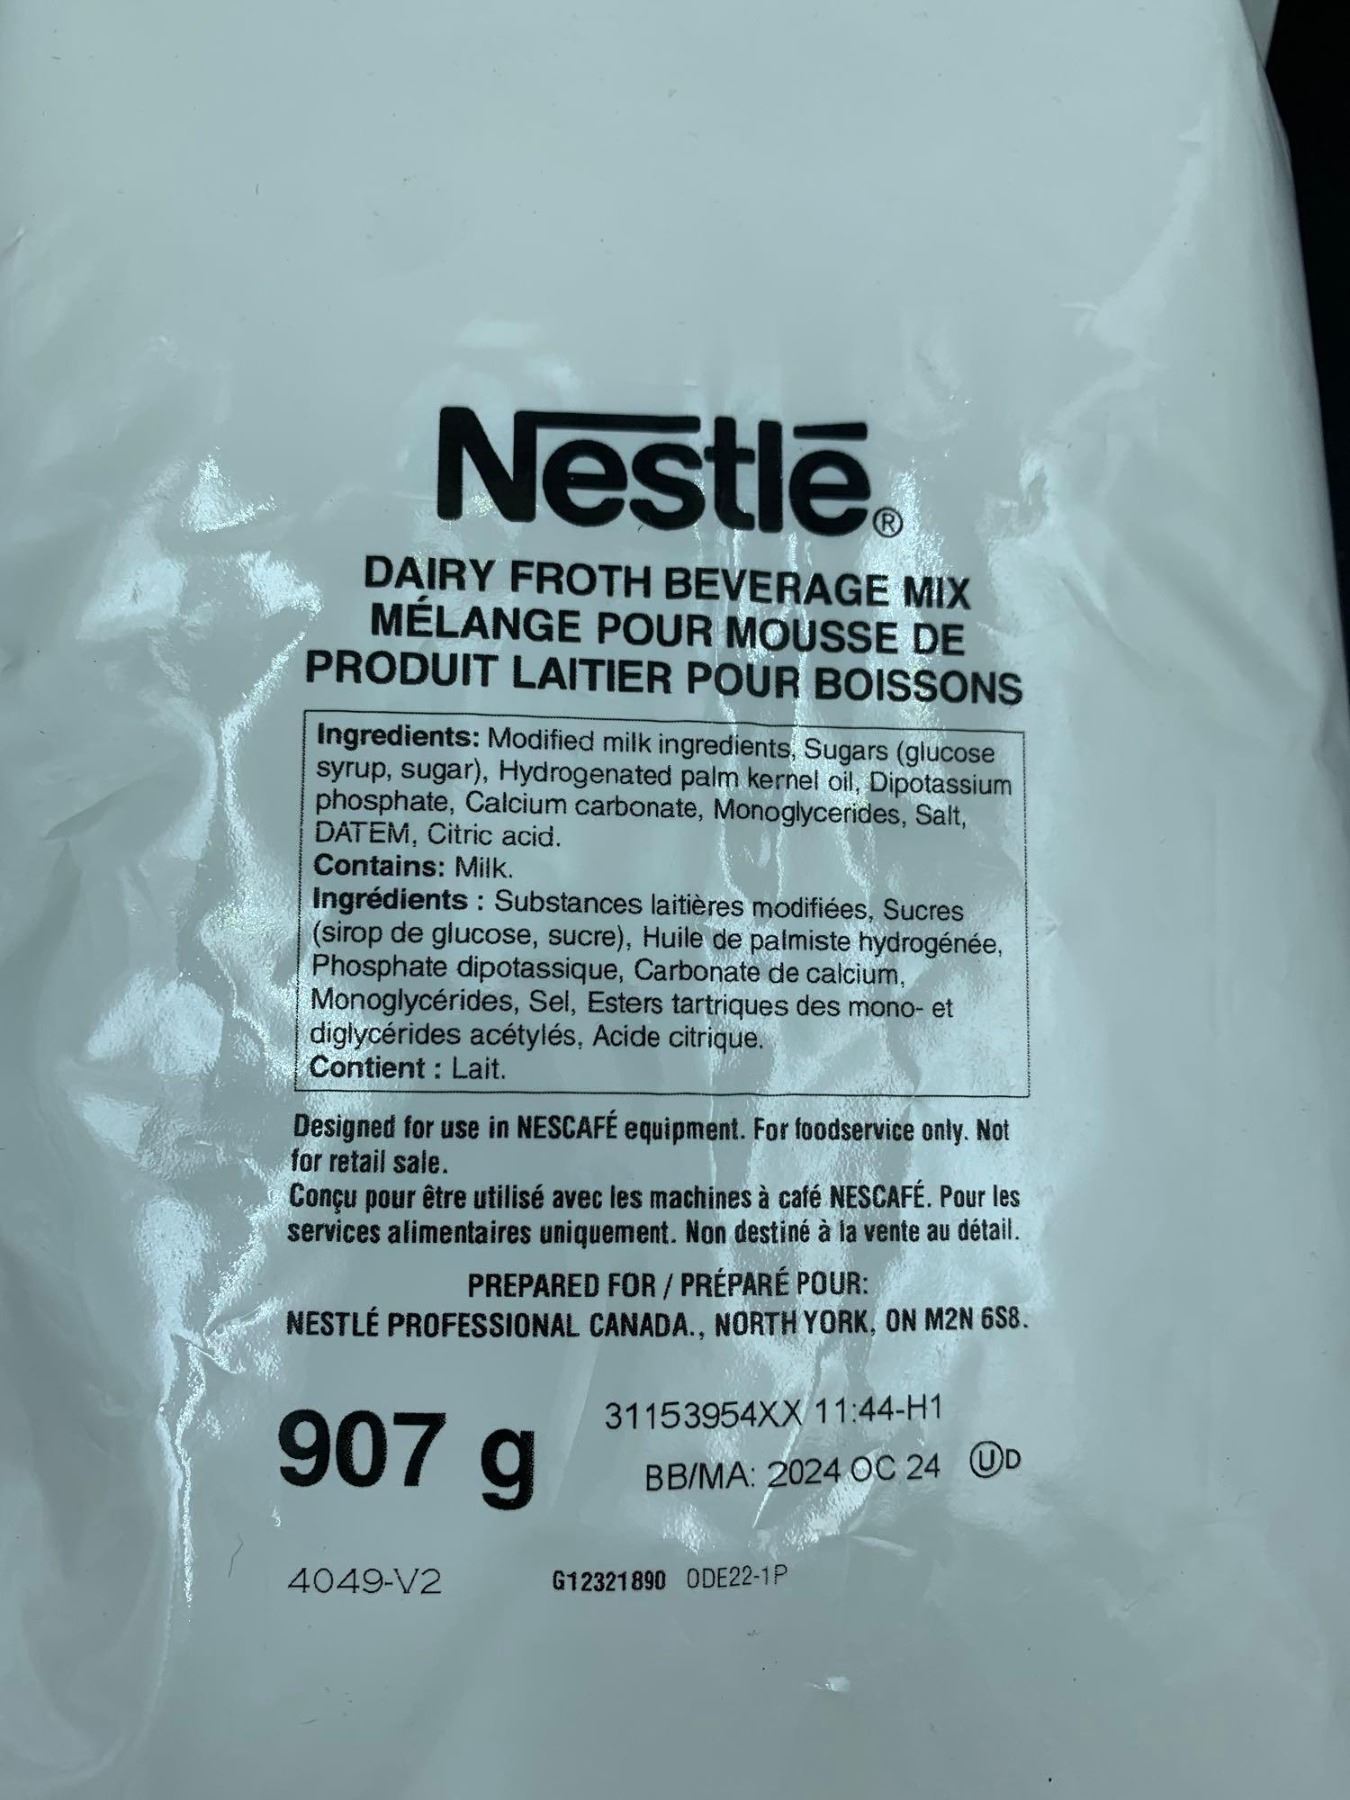 Nestlē®
DAIRY FROTH BEVERAGE MIX
MÉLANGE POUR MOUSSE DE
PRODUIT LAITIER POUR BOISSONS
Ingredients: Modified milk ingredients, Sugars (glucose
syrup, sugar), Hydrogenated palm kernel oil, Dipotassium
phosphate, Calcium carbonate, Monoglycerides, Salt,
DATEM, Citric acid.
Contains: Milk.
Ingrédients : Substances laitières modifiées, Sucres
(sirop de glucose, sucre), Huile de palmiste hydrogénée,
Phosphate dipotassique, Carbonate de calcium,
Monoglycérides, Sel, Esters tartriques des mono- et
diglycérides acétylés, Acide citrique.
Contient : Lait.
Designed for use in NESCAFÉ equipment. For foodservice only. Not
for retail sale.
Conçu pour être utilisé avec les machines à café NESCAFÉ. Pour les
services alimentaires uniquement. Non destiné à la vente au détail.
PREPARED FOR / PRÉPARÉ POUR:
NESTLÉ PROFESSIONAL CANADA., NORTH YORK, ON M2N 6S8.
907 g
31153954XX 11:44-H1
BB/MA: 2024 OC 24 ⓊD
4049-V2
G12321890 ODE22-1P